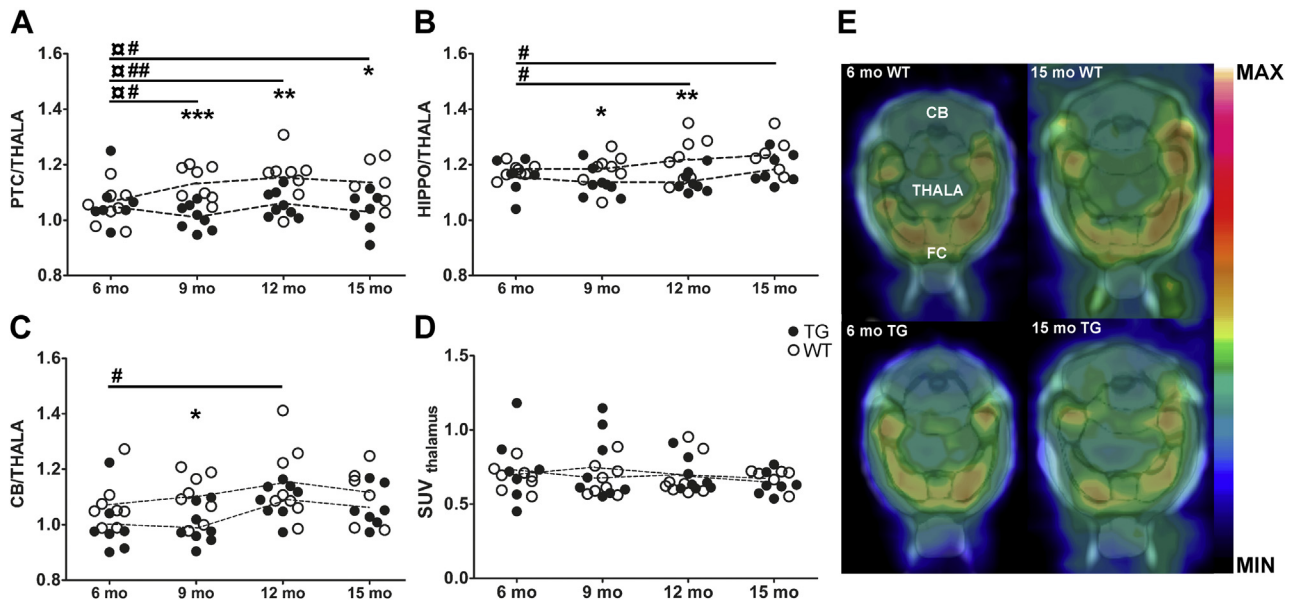 A
¤ #
¤ ##
¤ #
*
**
***
PTC/THALA
1.6
1.4
1.2
1.0
0.8
6 mo 9 mo 12 mo 15 mo
B
#
#
**
*
HIPPO/THALA
1.6
1.4
1.2
1.0
0.8
6 mo 9 mo 12 mo 15 mo
C
#
*
CB/THALA
1.6
1.4
1.2
1.0
0.8
6 mo 9 mo 12 mo 15 mo
D
TG
WT
SUV thalamus
1.5
1.0
0.5
0.0
6 mo 9 mo 12 mo 15 mo
E
6 mo WT
15 mo WT
CB
THALA
FC
6 mo TG
15 mo TG
MAX
MIN